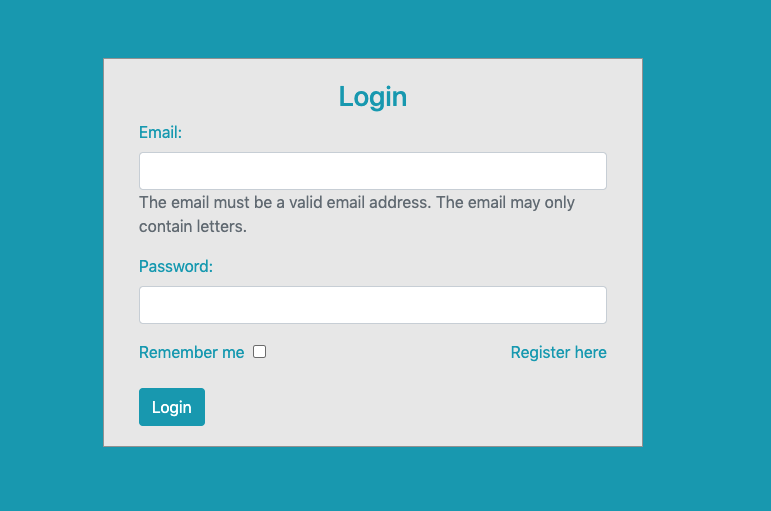 Login
Email:
The email must be a valid email address. The email may only
contain letters.
Password:
Remember me
Register here
Login